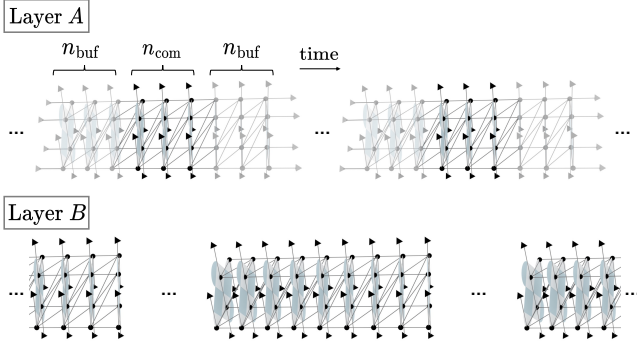 Layer A
n_buf n_com n_buf time
... ... ...
Layer B
... ... ... ...